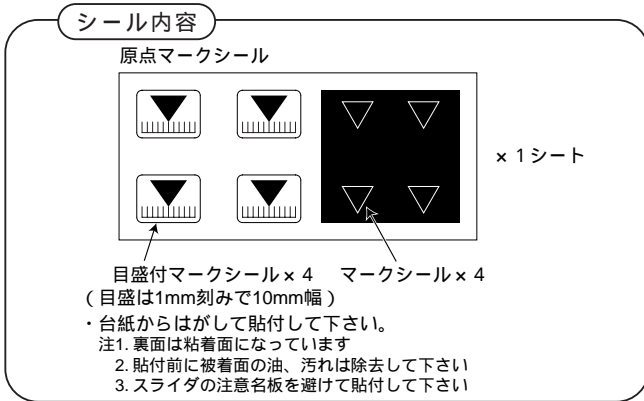 シール内容
原点マークシール
×1シート
目盛付マークシール×4 マークシール×4
(目盛は1mm刻みで10mm幅)
・台紙からはがして貼付して下さい。
注1. 裏面は粘着面になっています
2. 貼付前に被着面の油、汚れは除去して下さい
3. スライダの注意名板を避けて貼付して下さい